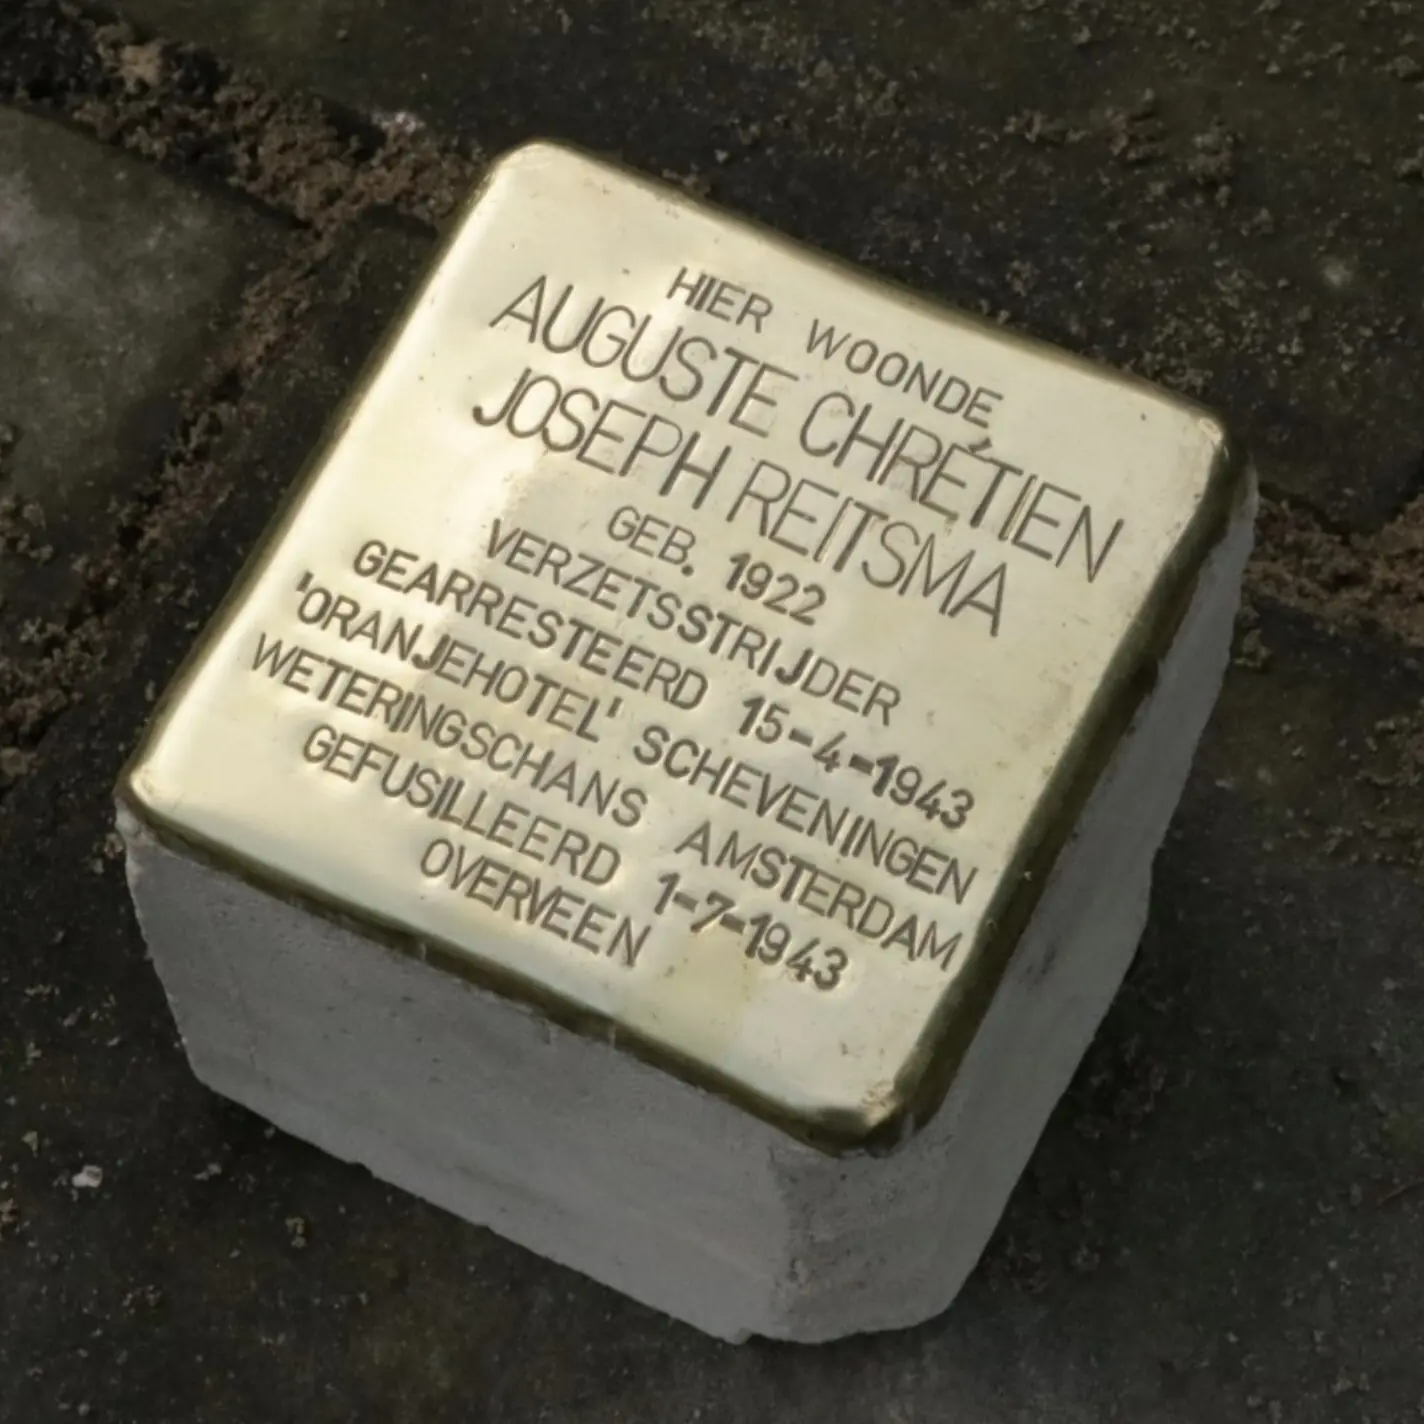 HIER WOONDE
AUGUSTE CHRÉTIEN
JOSEPH REITSMA
GEB. 1922
VERZETSSTRIJDER
GEARRESTEERD 15-4-1943
'ORANJEHOTEL' SCHEVENINGEN
WETERINGSCHANS AMSTERDAM
GEFUSILLEERD 1-7-1943
OVERVEEN